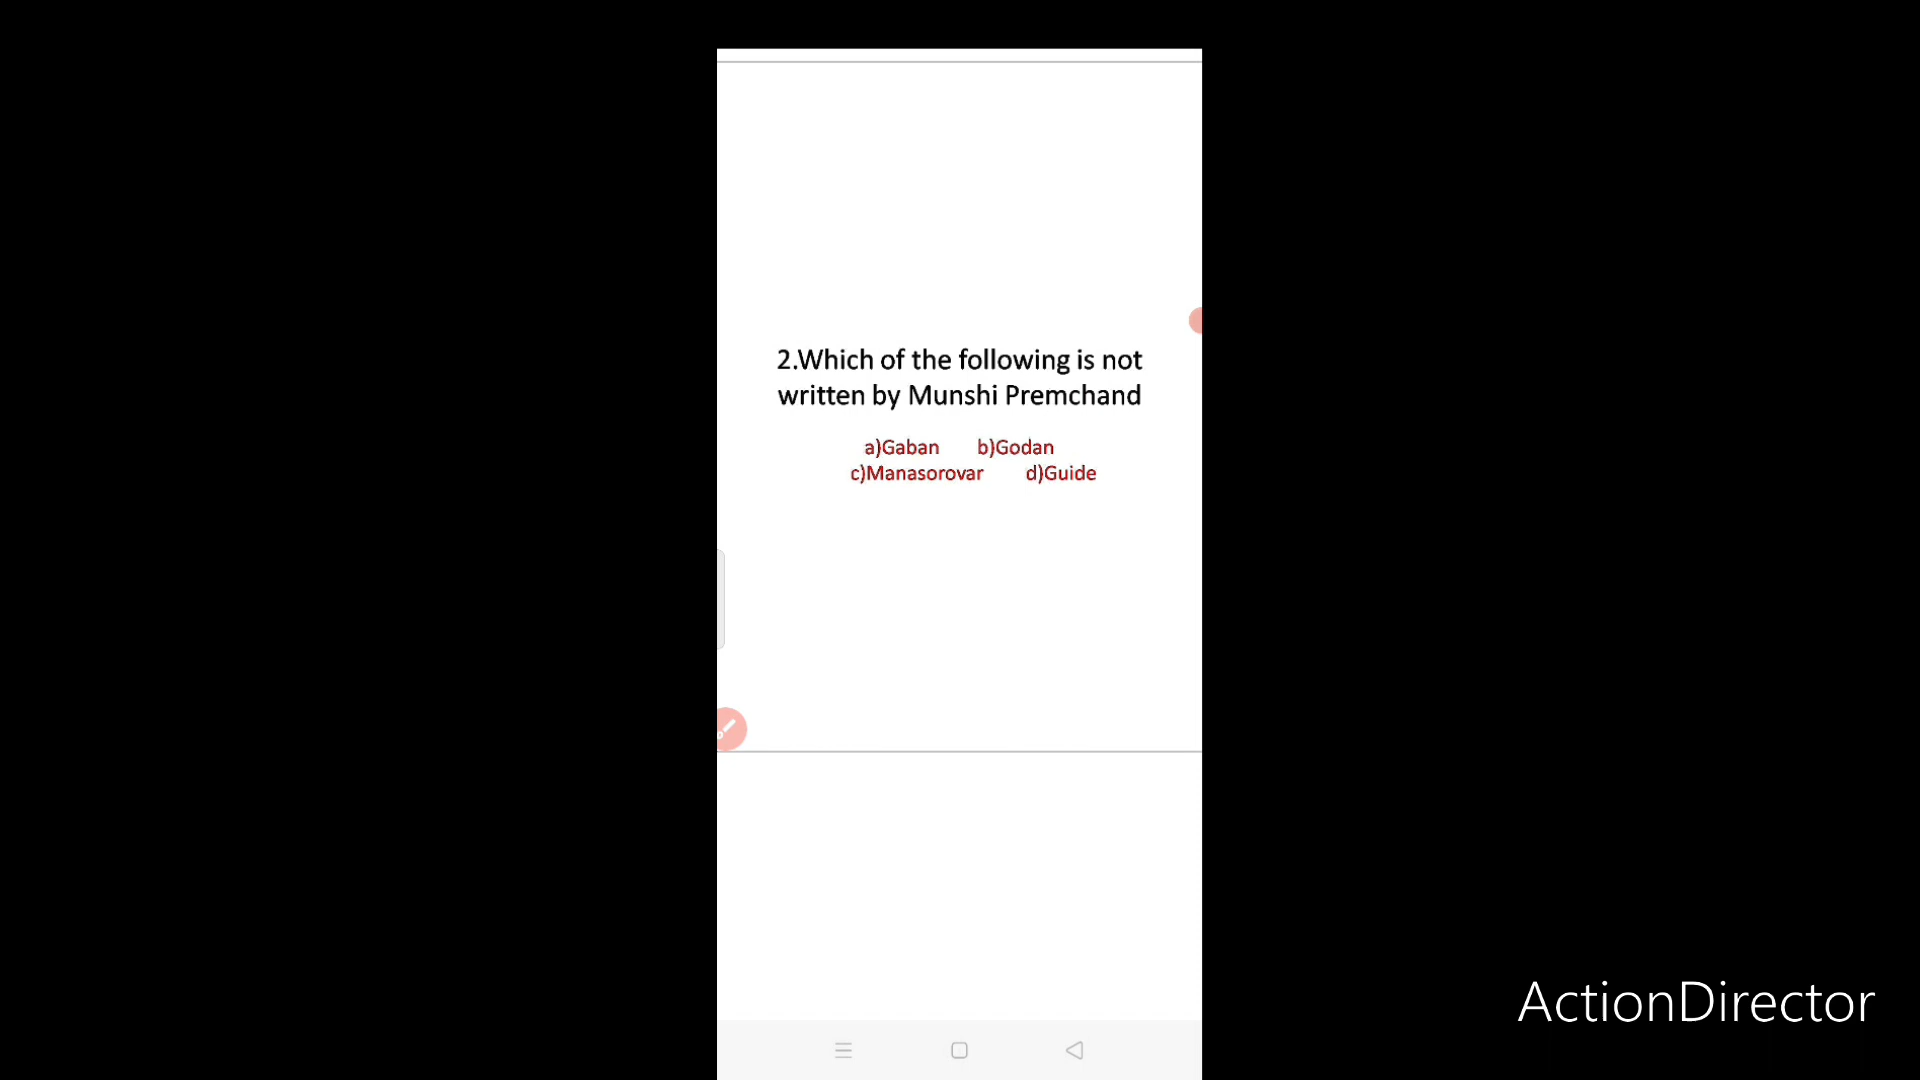 2.Which of the following is not
written by Munshi Premchand
a)Gaban b)Godan
c)Manasorovar d)Guide
ActionDirector